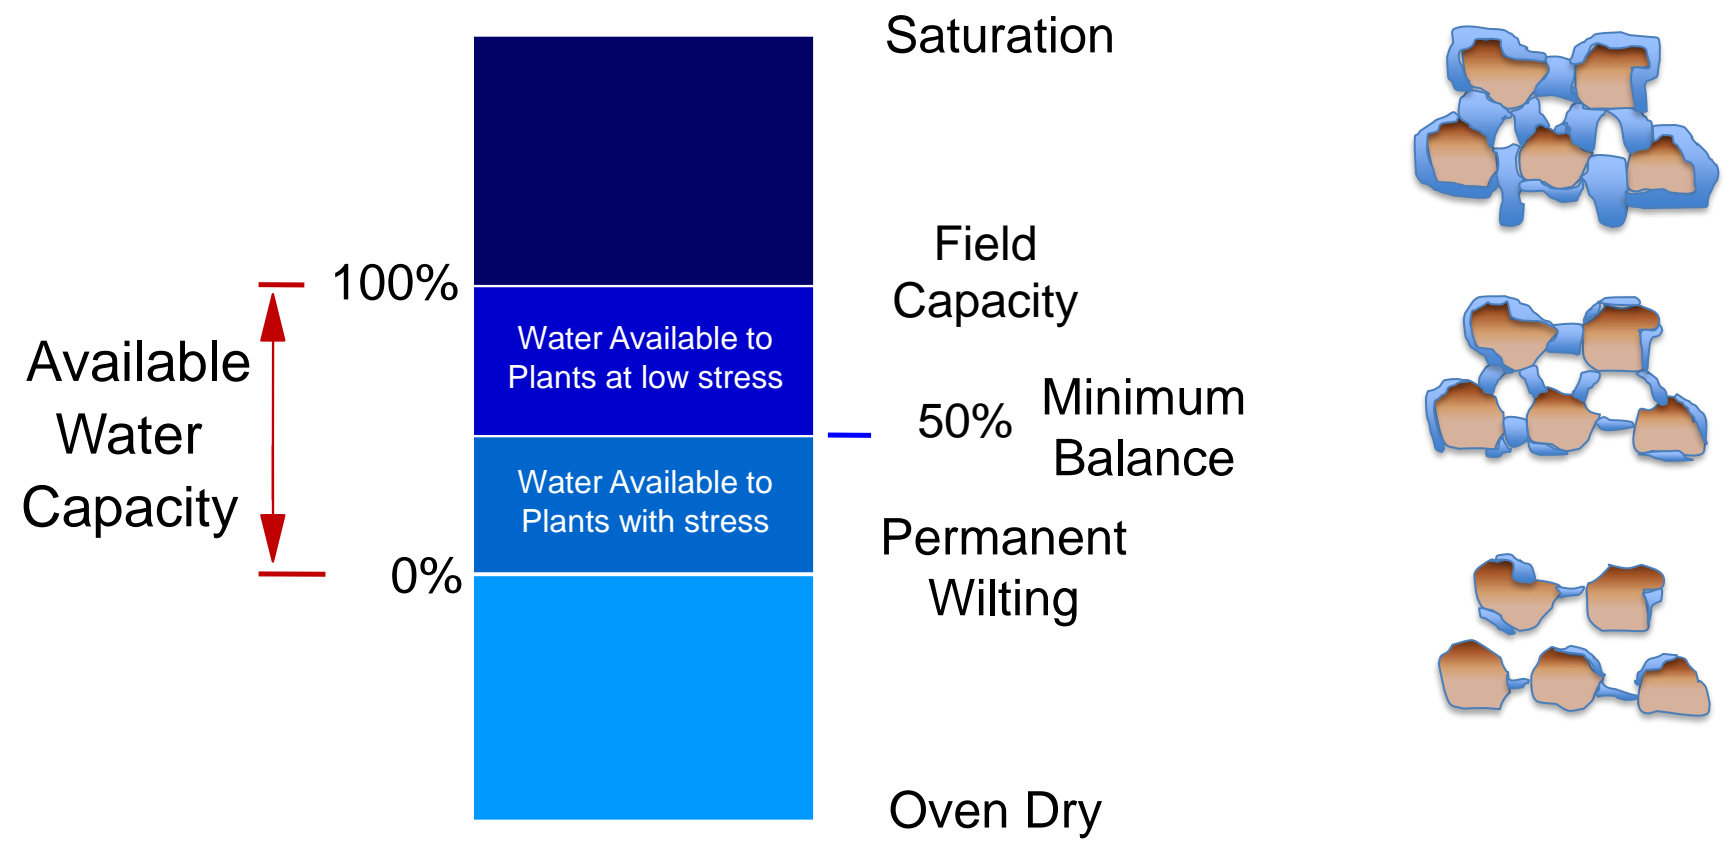 Saturation
Field
Capacity
100%
Water Available to
Plants at low stress
Available
Water
Capacity
50%
Minimum
Balance
Water Available to
Plants with stress
0%
Permanent
Wilting
Oven Dry